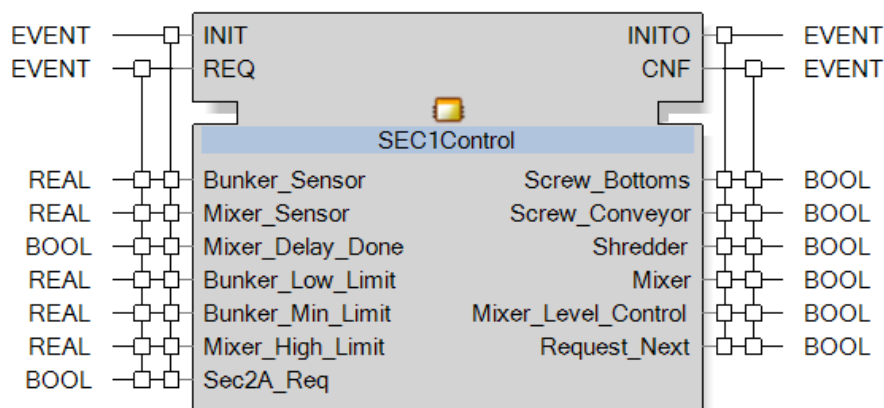 EVENT INIT INITO EVENT
EVENT REQ CNF EVENT
SEC1Control
REAL Bunker_Sensor Screw_Bottoms BOOL
REAL Mixer_Sensor Screw_Conveyor BOOL
BOOL Mixer_Delay_Done Shredder BOOL
REAL Bunker_Low_Limit Mixer BOOL
REAL Bunker_Min_Limit Mixer_Level_Control BOOL
REAL Mixer_High_Limit Request_Next BOOL
BOOL Sec2A_Req